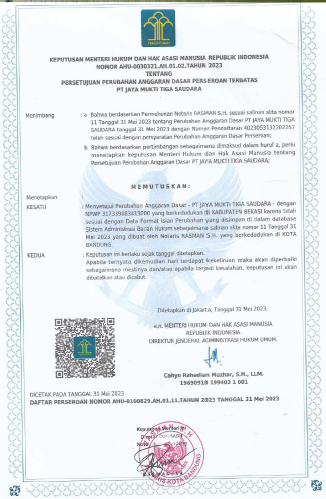 KEPUTUSAN MENTERI HUKUM DAN HAK ASASI MANUSIA REPUBLIK INDONESIA
NOMOR AHU-0030321.AH.01.02.TAHUN 2023
TENTANG
PERSETUJUAN PERUBAHAN ANGGARAN DASAR PERSEROAN TERBATAS
PT JAYA MUKTI TIGA SAUDARA
Menimbang : a Bahwa berdasarkan Permohonan Notaris RASMAN S.H. sesuai salinan akta nomor
11 Tanggal 31 Mei 2023 tentang Perubahan Anggaran Dasar PT JAYA MUKTI TIGA
SAUDARA tanggal 31 Mei 2023 dengan Nomor Pendaftaran 4023053132202257
telah sesuai dengan persyaratan Perubahan Anggaran Dasar Perseroan;
b Bahwa berdasarkan pertimbangan sebagaimana dimaksud dalam huruf a, perlu
menetapkan keputusan Menteri Hukum dan Hak Asasi Manusia tentang
Persetujuan Perubahan Anggaran Dasar PT JAYA MUKTI TIGA SAUDARA;
M E M U T U S K A N :
Menetapkan
KESATU : Menyetujui Perubahan Anggaran Dasar - PT JAYA MUKTI TIGA SAUDARA - dengan
NPWP 317339083413000 yang berkedudukan di KABUPATEN BEKASI karena telah
sesuai dengan Data Format Isian Perubahan yang disimpan di dalam database
Sistem Administrasi Badan Hukum sebagaimana salinan akta nomor 11 Tanggal 31
Mei 2023 yang dibuat oleh Notaris RASMAN S.H. yang berkedudukan di KOTA
BANDUNG.
KEDUA : Keputusan ini berlaku sejak tanggal ditetapkan.
Apabila ternyata dikemudian hari terdapat kekeliruan maka akan diperbaiki
sebagaimana mestinya dan/atau apabila terjadi kesalahan, keputusan ini akan
dibatalkan atau dicabut.
Ditetapkan di Jakarta, Tanggal 31 Mei 2023.
a.n. MENTERI HUKUM DAN HAK ASASI MANUSIA
REPUBLIK INDONESIA
DIREKTUR JENDERAL ADMINISTRASI HUKUM UMUM,
Cahyo Rahadian Muzhar, S.H., LLM.
19690918 199403 1 001
DICETAK PADA TANGGAL 31 Mei 2023
DAFTAR PERSEROAN NOMOR AHU-0100829.AH.01.11.TAHUN 2023 TANGGAL 31 Mei 2023